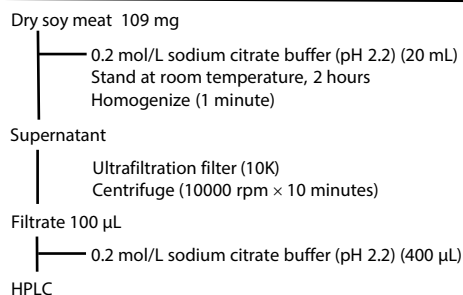 Dry soy meat 109 mg
0.2 mol/L sodium citrate buffer (pH 2.2) (20 mL)
Stand at room temperature, 2 hours
Homogenize (1 minute)
Supernatant
Ultrafiltration filter (10K)
Centrifuge (10000 rpm × 10 minutes)
Filtrate 100 µL
0.2 mol/L sodium citrate buffer (pH 2.2) (400 µL)
HPLC